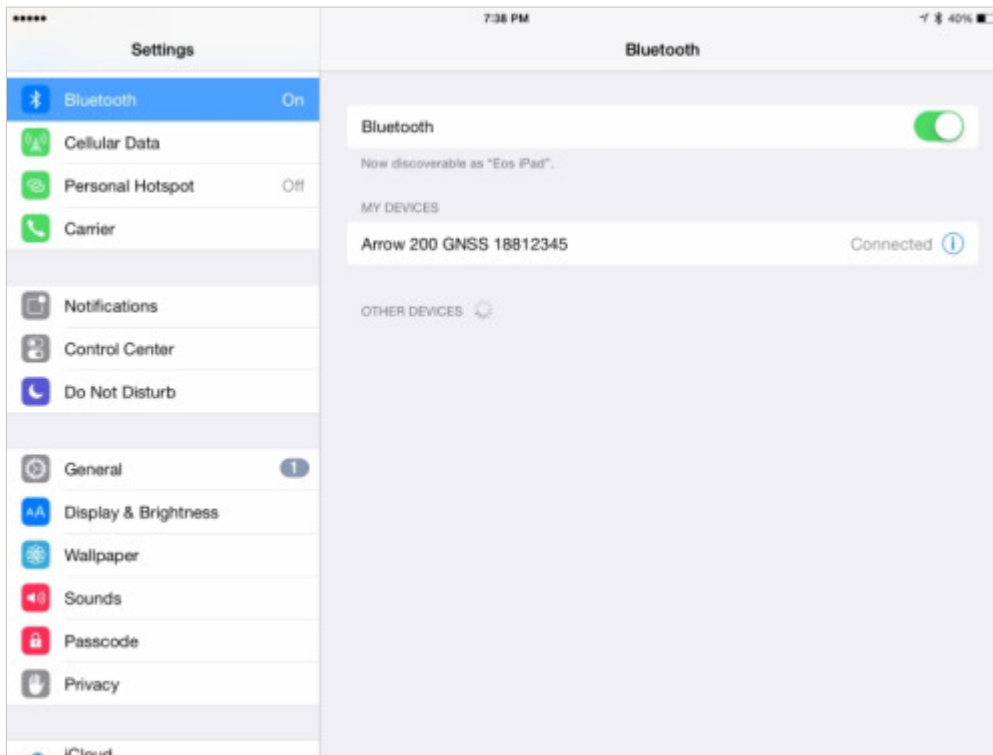 7:38 PM
40%
Settings
Bluetooth
Bluetooth On
Cellular Data
Personal Hotspot Off
Carrier
Notifications
Control Center
Do Not Disturb
General 1
AA Display & Brightness
Wallpaper
Sounds
Passcode
Privacy
iCloud
Bluetooth
Now discoverable as "Eos iPad".
MY DEVICES
Arrow 200 GNSS 18812345 Connected i
OTHER DEVICES